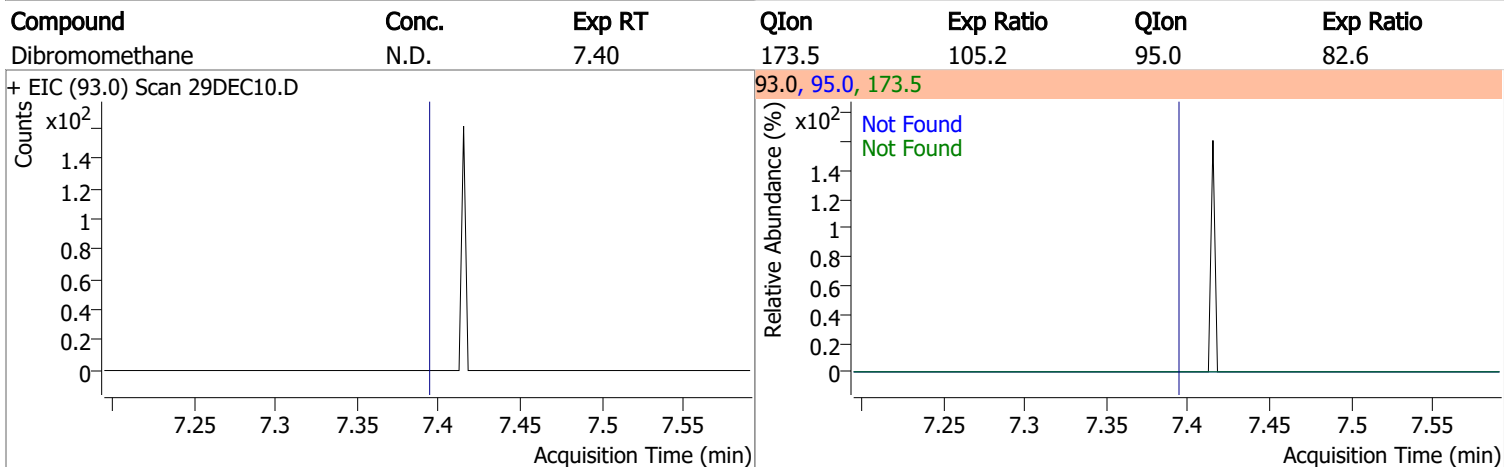 Compound Conc. Exp RT QIon Exp Ratio QIon Exp Ratio
Dibromomethane N.D. 7.40 173.5 105.2 95.0 82.6
+ EIC (93.0) Scan 29DEC10.D
Counts
x10²
1.4
1.2
1
0.8
0.6
0.4
0.2
0
7.25 7.3 7.35 7.4 7.45 7.5 7.55
Acquisition Time (min)
93.0, 95.0, 173.5
Relative Abundance (%)
x10²
Not Found
Not Found
1.4
1.2
1
0.8
0.6
0.4
0.2
0
7.25 7.3 7.35 7.4 7.45 7.5 7.55
Acquisition Time (min)